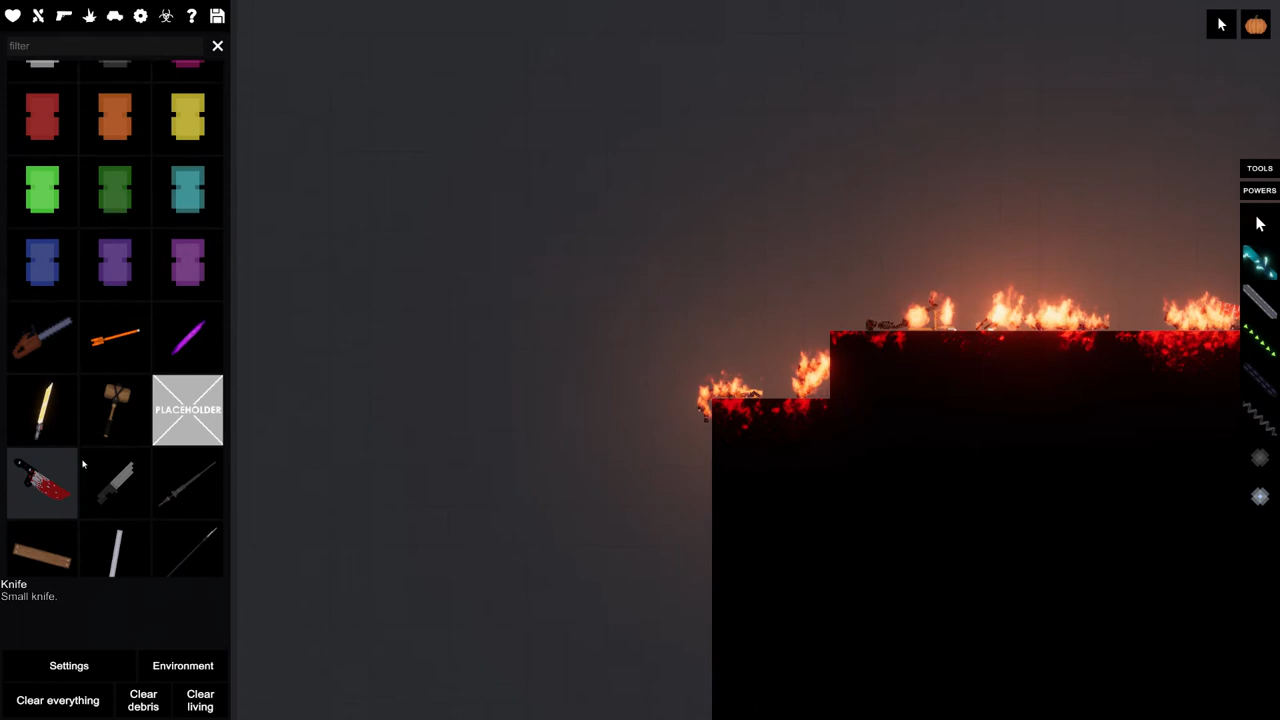 filter
TOOLS
POWERS
PLACEHOLDER
Knife
Small knife.
Settings
Environment
Clear everything
Clear
debris
Clear
living